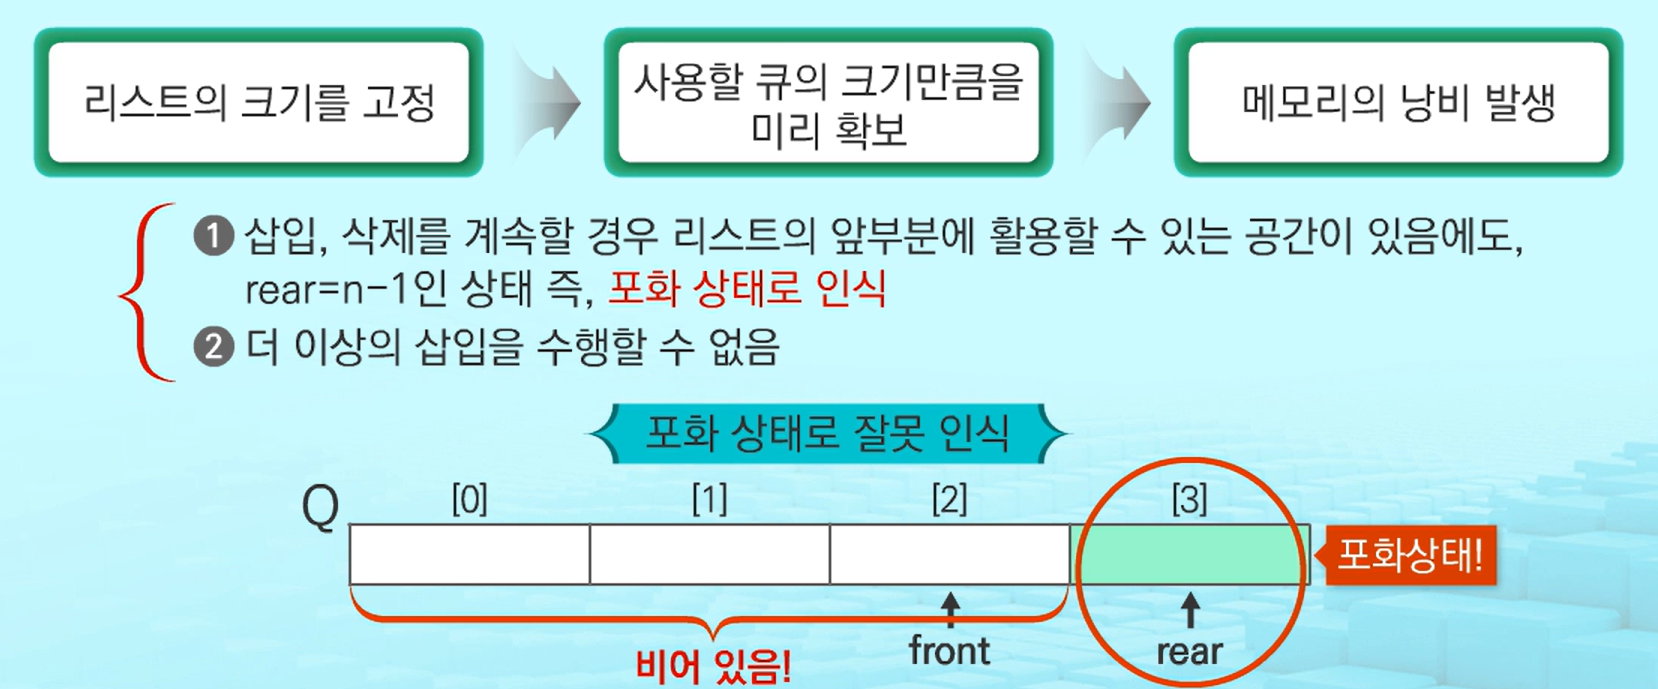 리스트의 크기를 고정
사용할 큐의 크기만큼을
미리 확보
메모리의 낭비 발생
❶ 삽입, 삭제를 계속할 경우 리스트의 앞부분에 활용할 수 있는 공간이 있음에도,
rear=n-1인 상태 즉, 포화 상태로 인식
❷ 더 이상의 삽입을 수행할 수 없음
포화 상태로 잘못 인식
Q [0] [1] [2] [3]
포화상태!
front rear
비어 있음!